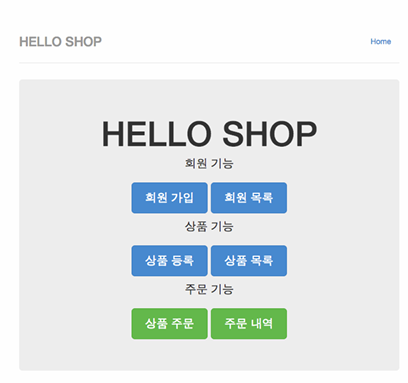 HELLO SHOP Home
HELLO SHOP
회원 기능
회원 가입 회원 목록
상품 기능
상품 등록 상품 목록
주문 기능
상품 주문 주문 내역